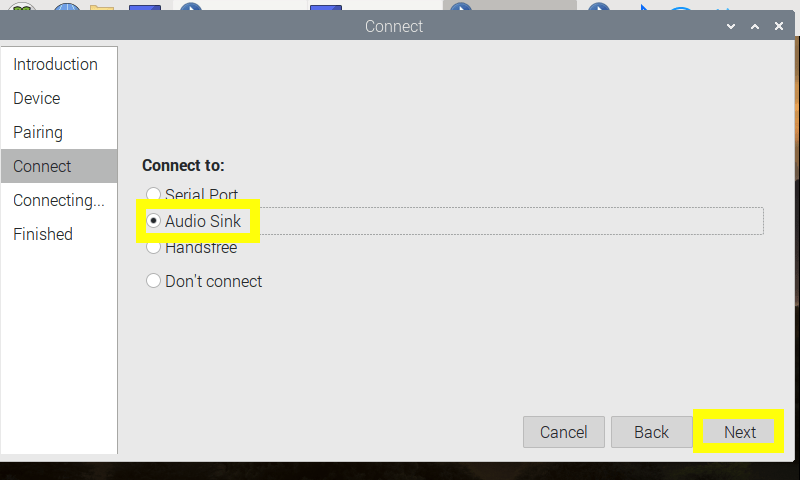 Connect
Introduction
Device
Pairing
Connect
Connecting...
Finished
Connect to:
Serial Port
Audio Sink
Handsfree
Don't connect
Cancel
Back
Next